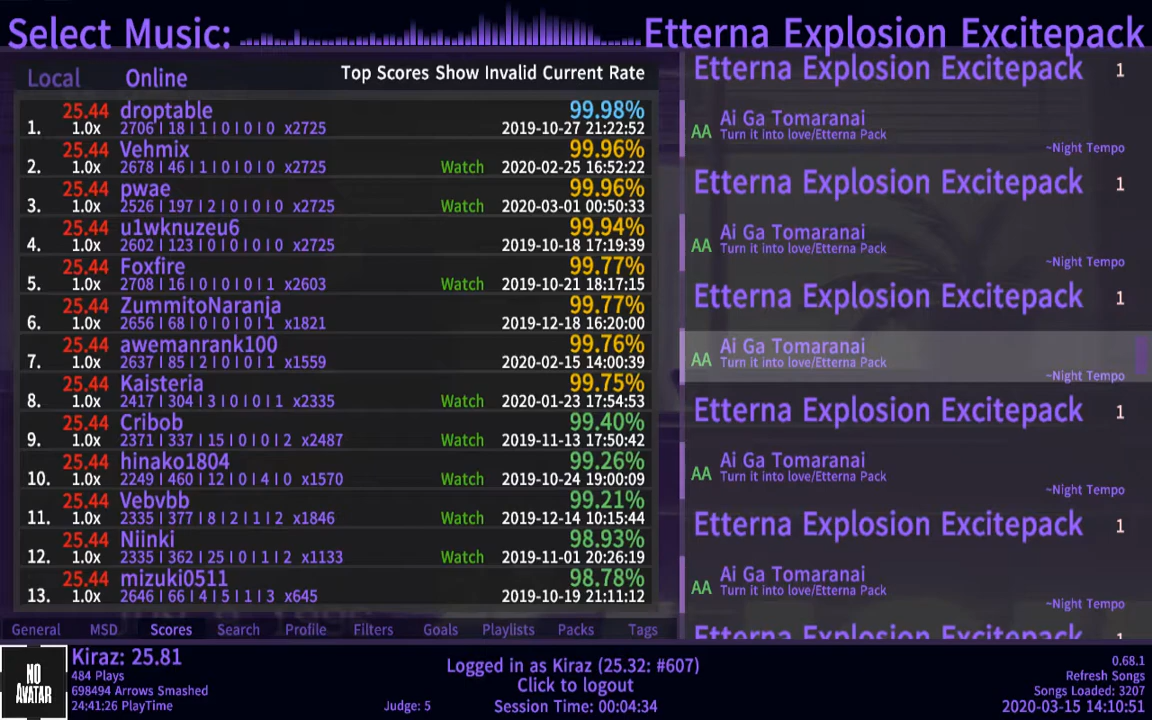 Select Music:
Etterna Explosion Excitepack
Local Online Top Scores Show Invalid Current Rate
1. 25.44 droptable 99.98%
1.0x 2706 | 18 | 1 | 0 | 0 | 0 x2725 2019-10-27 21:22:52
2. 25.44 Vehmix 99.96%
1.0x 2678 | 46 | 1 | 0 | 0 | 0 x2725 Watch 2020-02-25 16:52:22
3. 25.44 pwae 99.96%
1.0x 2526 | 197 | 2 | 0 | 0 | 0 x2725 Watch 2020-03-01 00:50:33
4. 25.44 u1wknuzeu6 99.94%
1.0x 2602 | 123 | 0 | 0 | 0 | 0 x2725 2019-10-18 17:19:39
5. 25.44 Foxfire 99.77%
1.0x 2708 | 16 | 0 | 0 | 0 | 1 x2603 Watch 2019-10-21 18:17:15
6. 25.44 ZummitoNaranja 99.77%
1.0x 2656 | 68 | 0 | 0 | 0 | 1 x1821 2019-12-18 16:20:00
7. 25.44 awemanrank100 99.76%
1.0x 2637 | 85 | 2 | 0 | 0 | 1 x1559 2020-02-15 14:00:39
8. 25.44 Kaisteria 99.75%
1.0x 2417 | 304 | 3 | 0 | 0 | 1 x2335 Watch 2020-01-23 17:54:53
9. 25.44 Cribob 99.40%
1.0x 2371 | 337 | 15 | 0 | 0 | 2 x2487 Watch 2019-11-13 17:50:42
10. 25.44 hinako1804 99.26%
1.0x 2249 | 460 | 12 | 0 | 4 | 0 x1570 Watch 2019-10-24 19:00:09
11. 25.44 Vebvbb 99.21%
1.0x 2335 | 377 | 8 | 2 | 1 | 2 x1846 Watch 2019-12-14 10:15:44
12. 25.44 Niinki 98.93%
1.0x 2335 | 362 | 25 | 0 | 1 | 2 x1133 Watch 2019-11-01 20:26:19
13. 25.44 mizuki0511 98.78%
1.0x 2646 | 66 | 4 | 5 | 1 | 3 x645 2019-10-19 21:11:12
Etterna Explosion Excitepack 1
Ai Ga Tomaranai
AA Turn it into love/Etterna Pack
~Night Tempo
Etterna Explosion Excitepack 1
Ai Ga Tomaranai
AA Turn it into love/Etterna Pack
~Night Tempo
Etterna Explosion Excitepack 1
Ai Ga Tomaranai
AA Turn it into love/Etterna Pack
~Night Tempo
Etterna Explosion Excitepack 1
Ai Ga Tomaranai
AA Turn it into love/Etterna Pack
~Night Tempo
Etterna Explosion Excitepack 1
Ai Ga Tomaranai
AA Turn it into love/Etterna Pack
~Night Tempo
Etterna Explosion Excitepack 1
General MSD Scores Search Profile Filters Goals Playlists Packs Tags
NO AVATAR
Kiraz: 25.81
484 Plays
698494 Arrows Smashed
24:41:26 PlayTime
Judge: 5
Logged in as Kiraz (25.32: #607)
Click to logout
Session Time: 00:04:34
0.68.1
Refresh Songs
Songs Loaded: 3207
2020-03-15 14:10:51